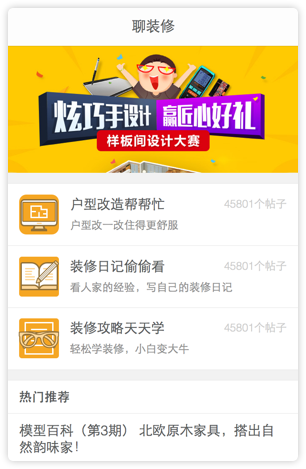 聊装修
炫巧手设计 赢匠心好礼
样板间设计大赛
户型改造帮帮忙
45801个帖子
户型改一改住得更舒服
装修日记偷偷看
45801个帖子
看人家的经验，写自己的装修日记
装修攻略天天学
45801个帖子
轻松学装修，小白变大牛
热门推荐
模型百科（第3期） 北欧原木家具，搭出自
然韵味家！